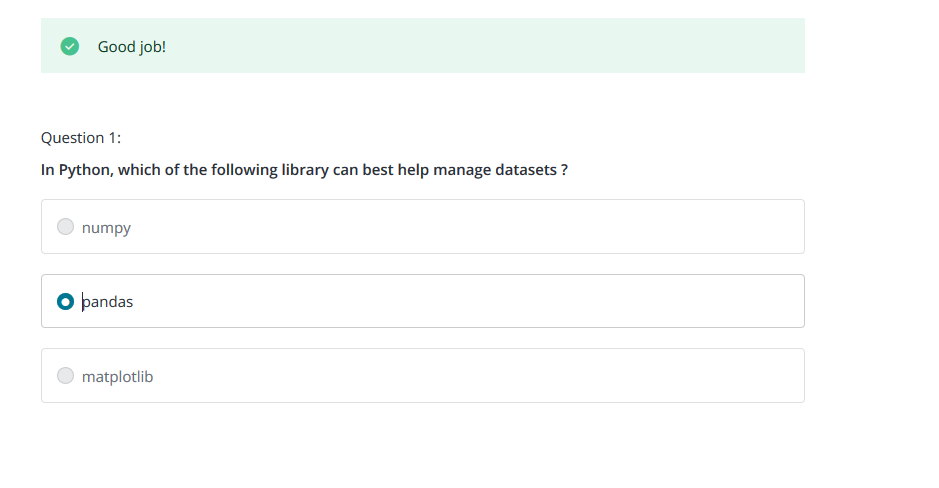 Good job!
Question 1:
In Python, which of the following library can best help manage datasets ?
numpy
pandas
matplotlib